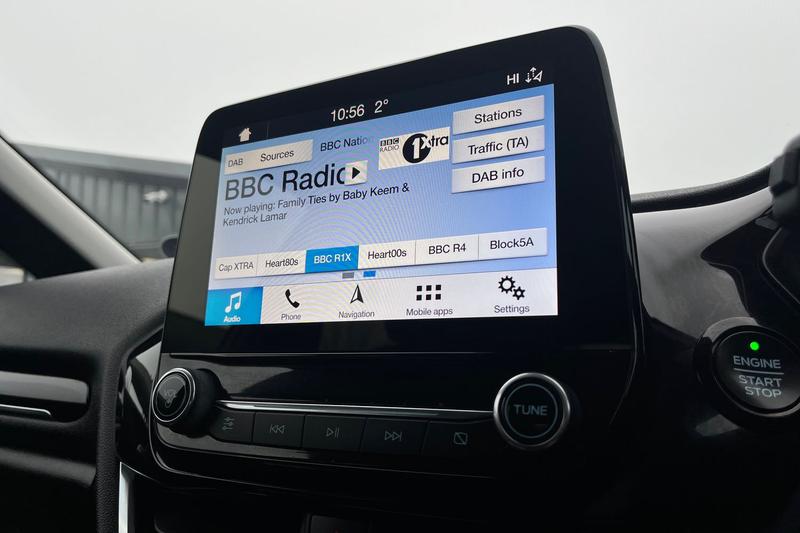 HI
10:56 2°
DAB Sources
BBC Natio
BBC
RADIO
1Xtra
Stations
Traffic (TA)
DAB info
BBC Radio
Now playing: Family Ties by Baby Keem &
Kendrick Lamar
Cap XTRA Heart80s BBC R1X Heart00s BBC R4 Block5A
Audio Phone Navigation Mobile apps Settings
TUNE
ENGINE
START
STOP